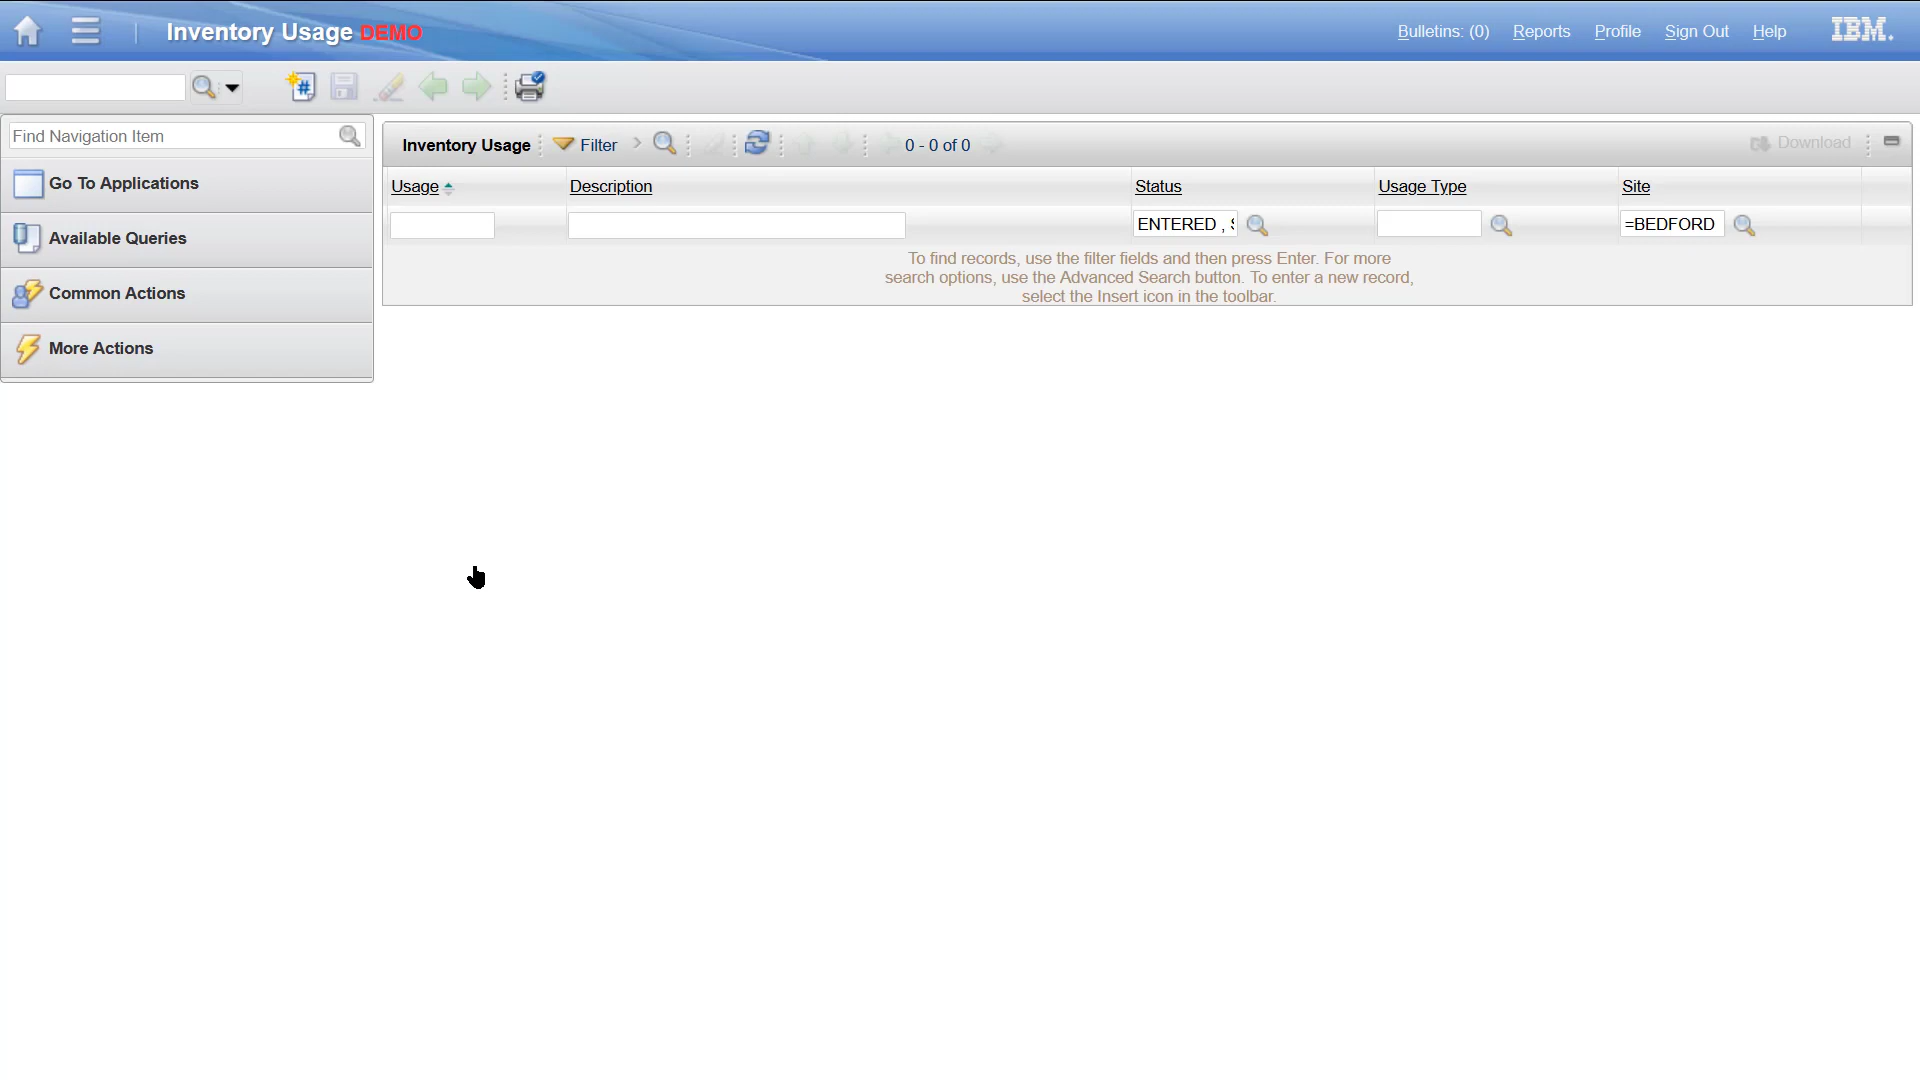 Inventory Usage DEMO
Bulletins: (0) Reports Profile Sign Out Help IBM.
Find Navigation Item
Go To Applications
Available Queries
Common Actions
More Actions
Inventory Usage Filter 0 - 0 of 0 Download
Usage Description Status Usage Type Site
ENTERED , =BEDFORD
To find records, use the filter fields and then press Enter. For more
search options, use the Advanced Search button. To enter a new record,
select the Insert icon in the toolbar.